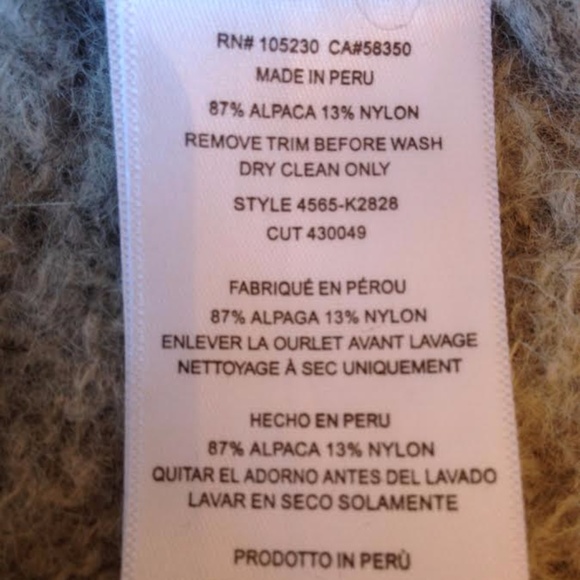 RN# 105230 CA#58350
MADE IN PERU
87% ALPACA 13% NYLON
REMOVE TRIM BEFORE WASH
DRY CLEAN ONLY
STYLE 4565-K2828
CUT 430049
FABRIQUÉ EN PÉROU
87% ALPAGA 13% NYLON
ENLEVER LA OURLET AVANT LAVAGE
NETTOYAGE À SEC UNIQUEMENT
HECHO EN PERU
87% ALPACA 13% NYLON
QUITAR EL ADORNO ANTES DEL LAVADO
LAVAR EN SECO SOLAMENTE
PRODOTTO IN PERÙ